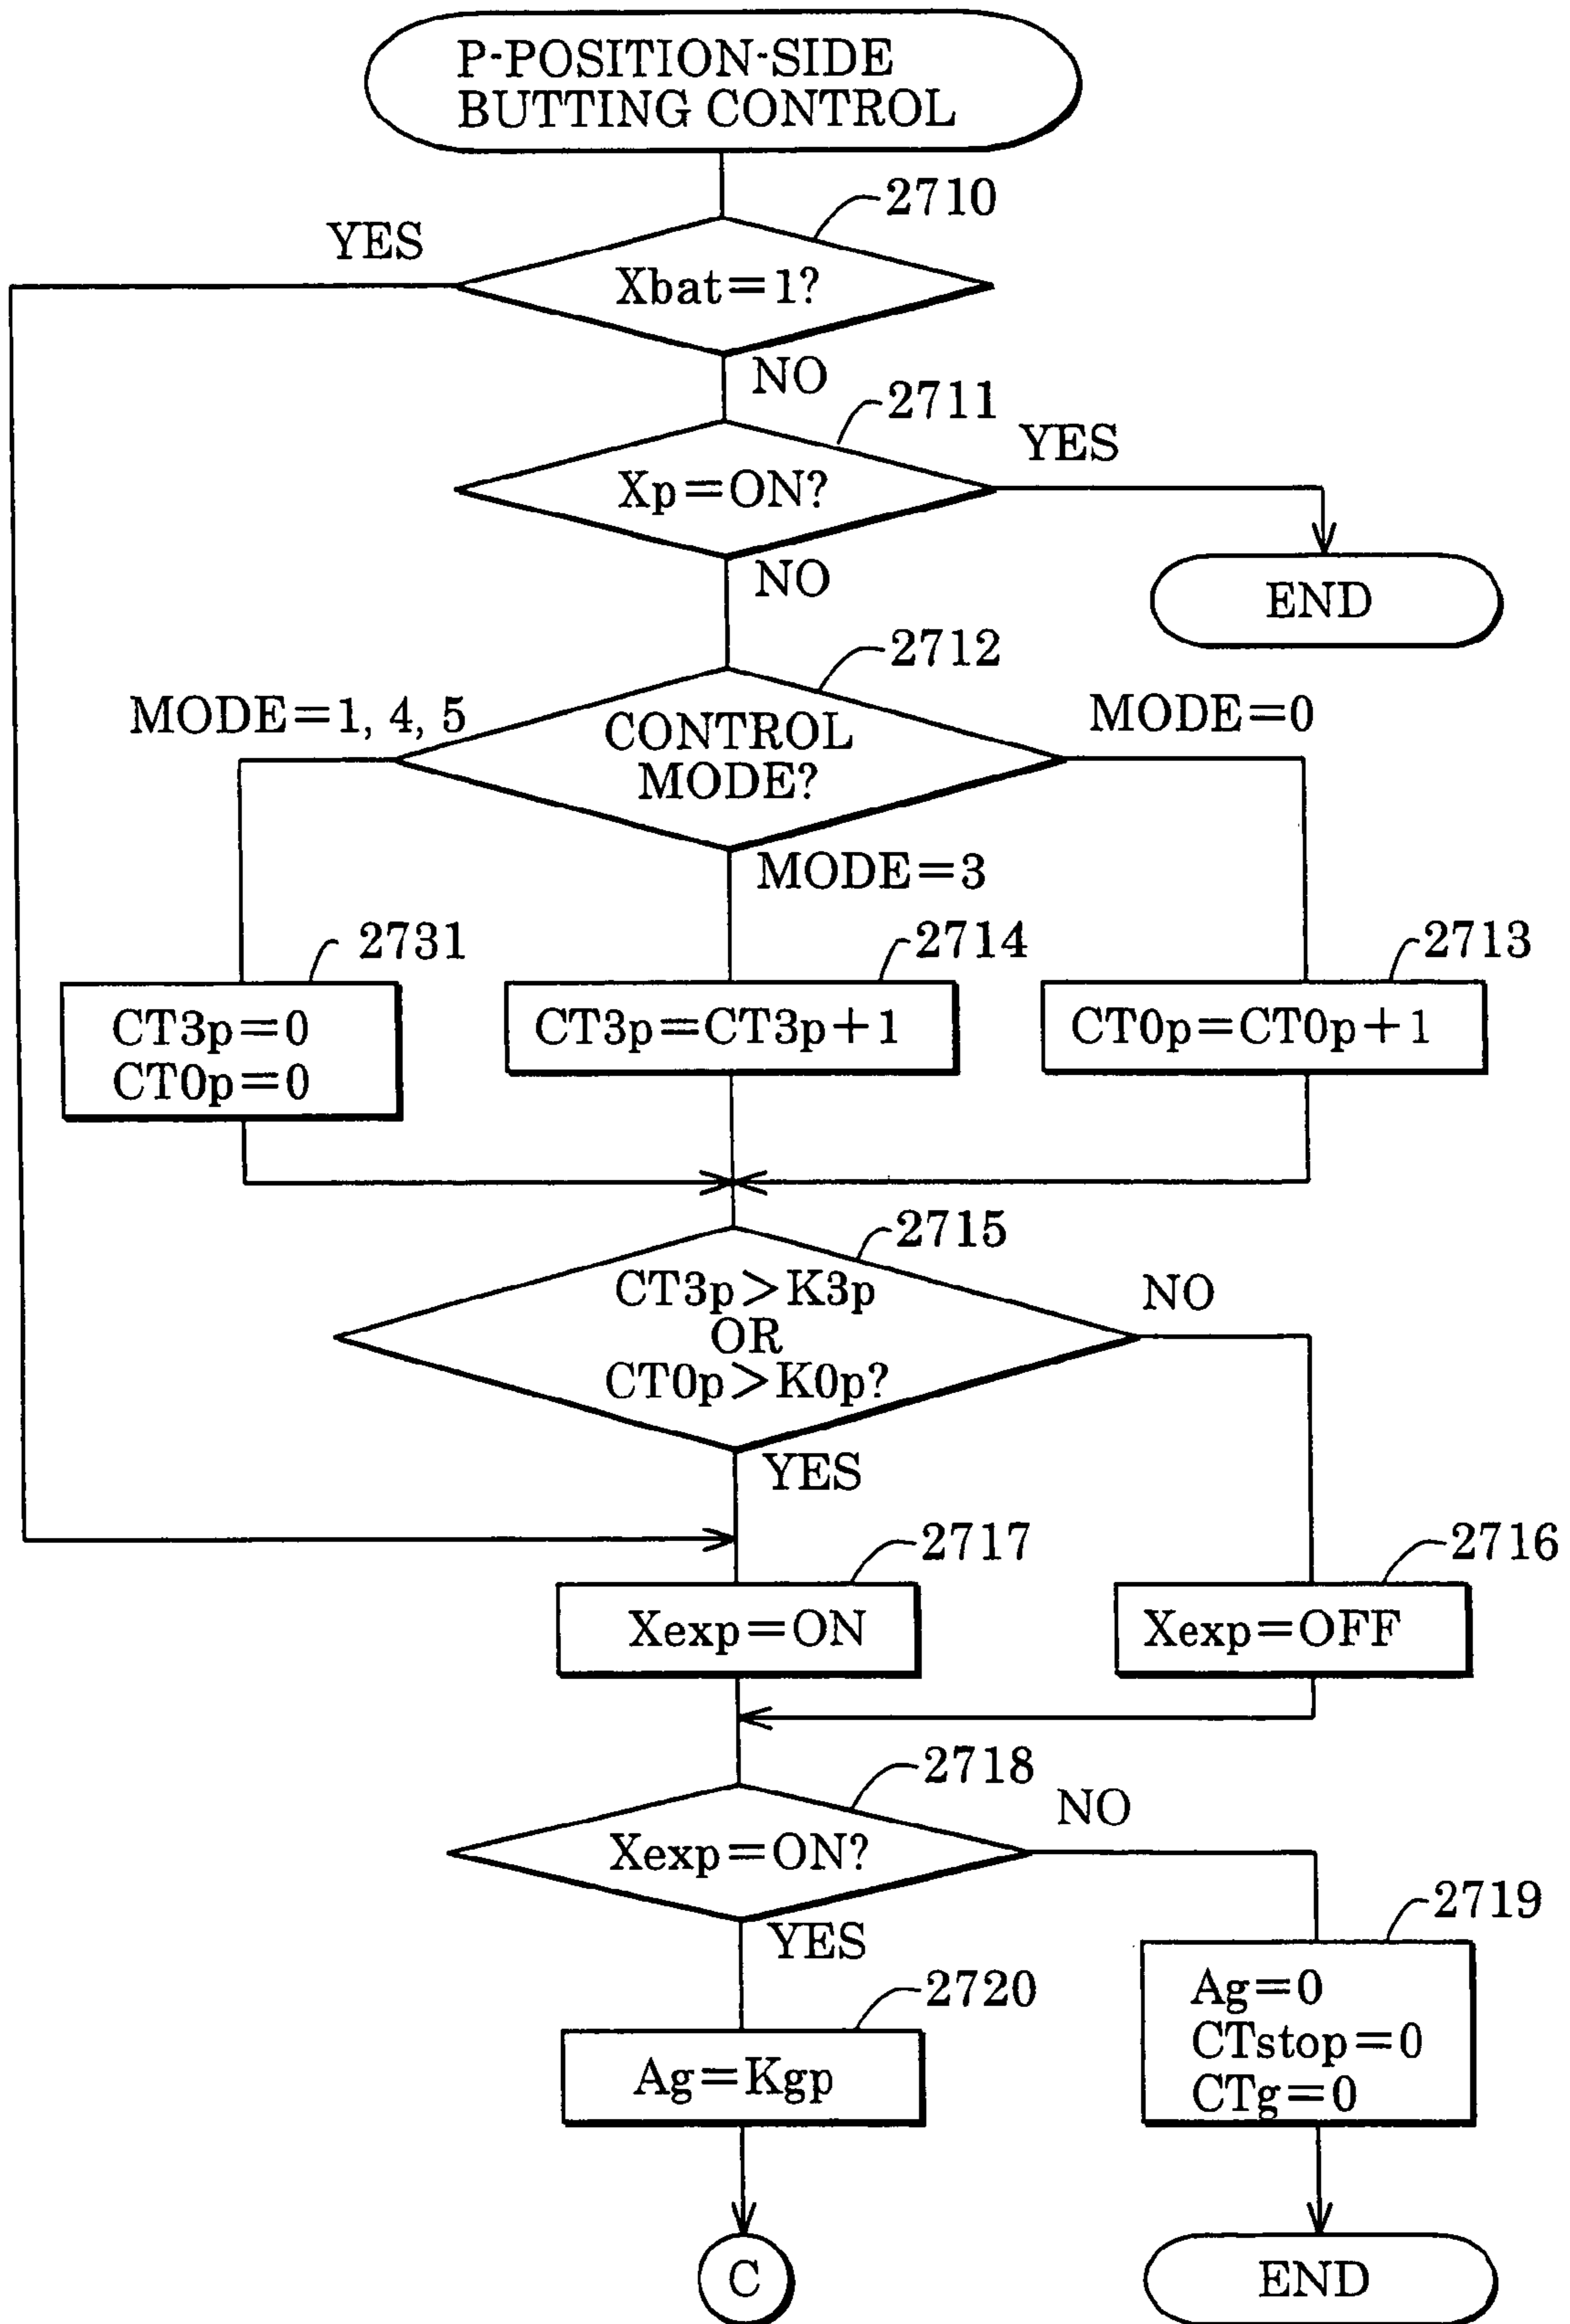 P-POSITION-SIDE
BUTTING CONTROL
2710
YES
Xbat=1?
NO
2711
YES
Xp=ON?
NO
END
2712
MODE=1, 4, 5
CONTROL
MODE?
MODE=0
MODE=3
2731
2714
2713
CT3p=0
CT0p=0
CT3p=CT3p+1
CT0p=CT0p+1
2715
CT3p>K3p
OR
CT0p>K0p?
NO
YES
2717
2716
Xexp=ON
Xexp=OFF
2718
NO
Xexp=ON?
YES
2719
2720
Ag=0
CTstop=0
CTg=0
Ag=Kgp
C
END